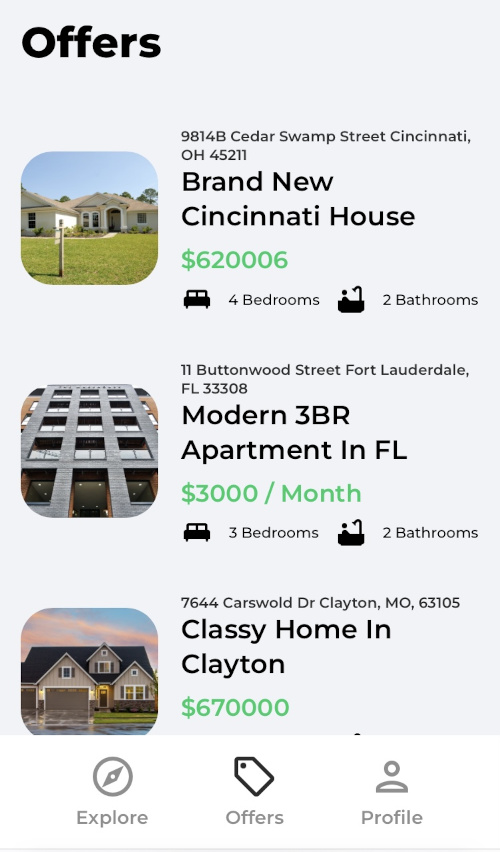 Offers
9814B Cedar Swamp Street Cincinnati,
OH 45211
Brand New
Cincinnati House
$620006
4 Bedrooms
2 Bathrooms
11 Buttonwood Street Fort Lauderdale,
FL 33308
Modern 3BR
Apartment In FL
$3000 / Month
3 Bedrooms
2 Bathrooms
7644 Carswold Dr Clayton, MO, 63105
Classy Home In
Clayton
$670000
Explore
Offers
Profile